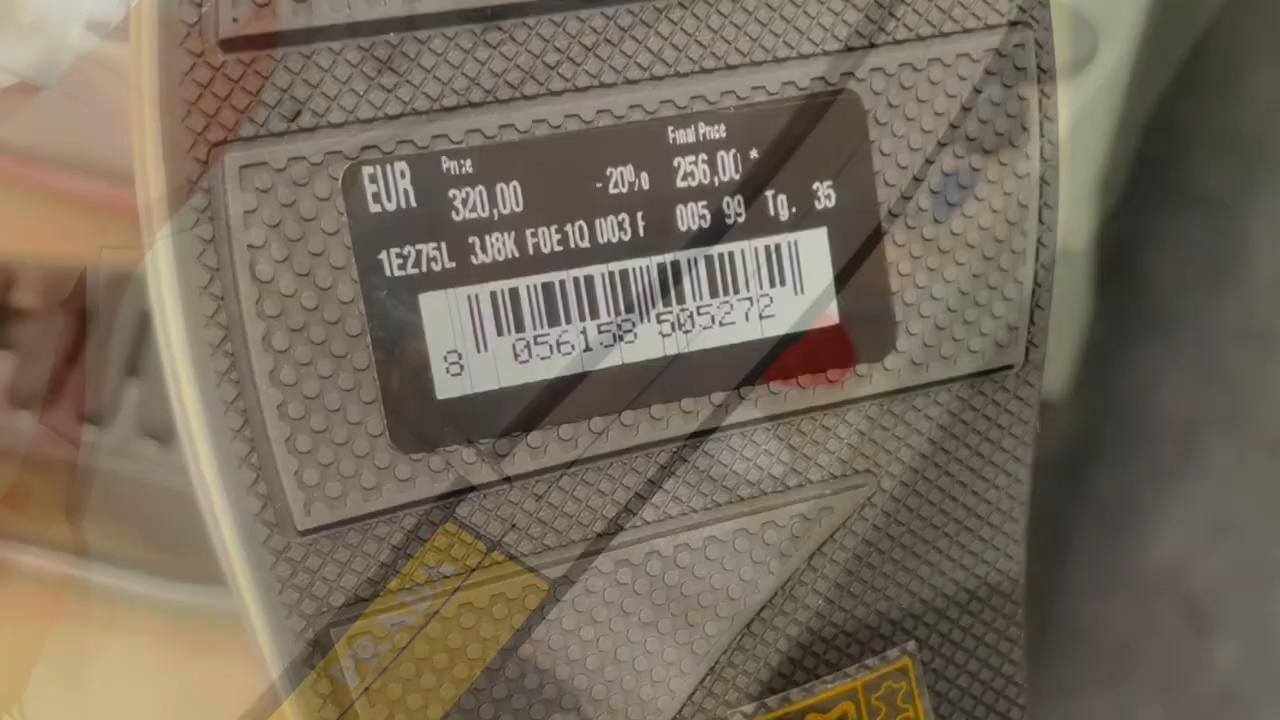 Price Final Price
EUR 320,00 -20% 256,00 *
1E275L 3J8K F0E1Q 003 F 005 99 Tg. 35
8 056158 505272
PRADA